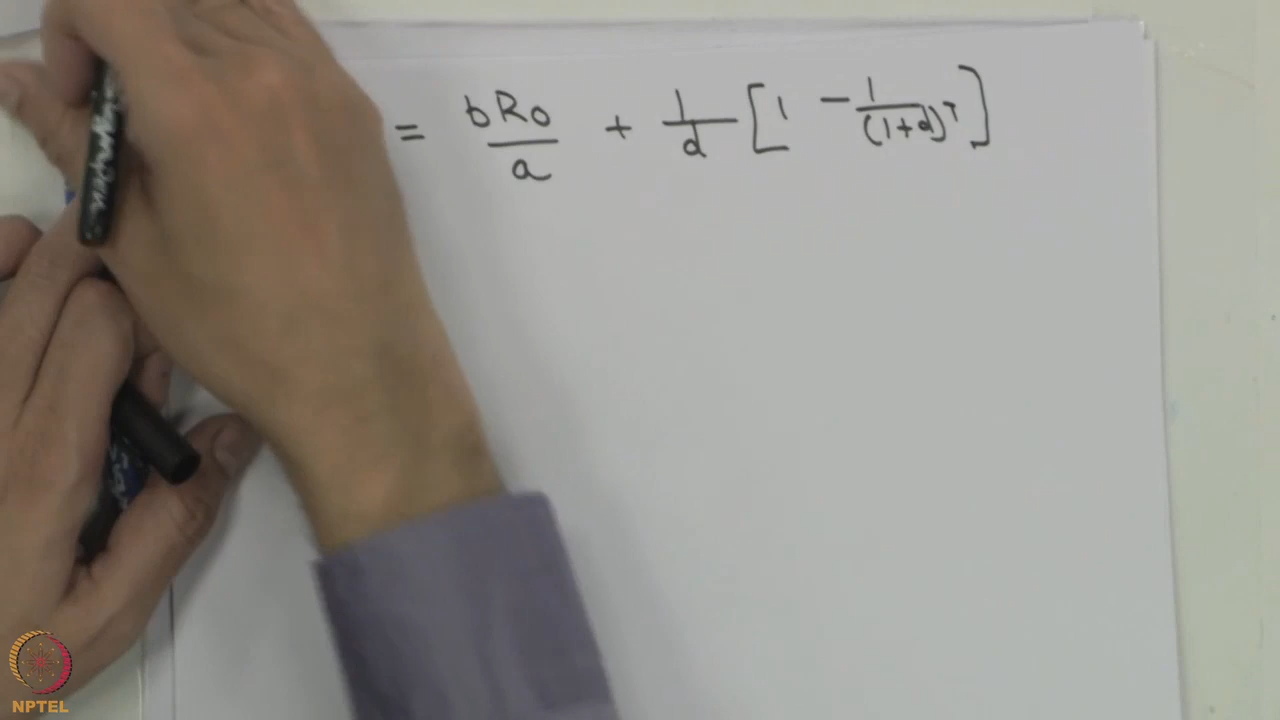 = bR₀/a + 1/d [1 - 1/(1+d)ᵀ]
NPTEL